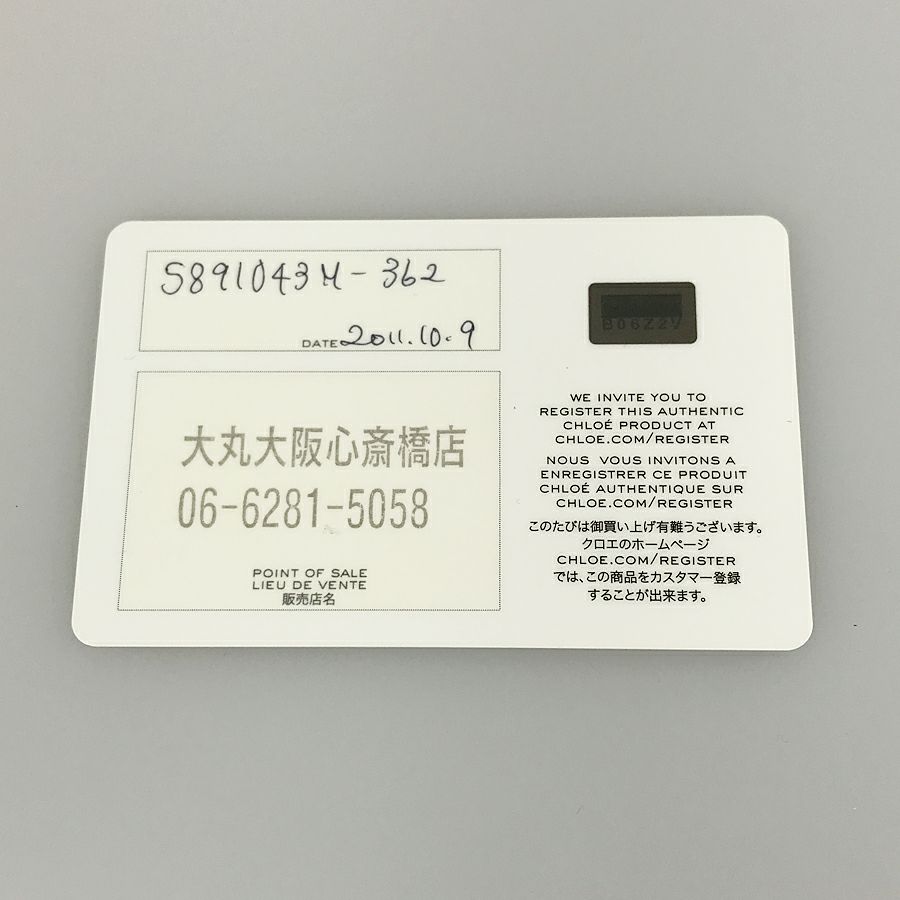 S891043M-362
DATE 2011.10.9
大丸大阪心斎橋店
06-6281-5058
POINT OF SALE
LIEU DE VENTE
販売店名
B06Z2V
WE INVITE YOU TO
REGISTER THIS AUTHENTIC
CHLOÉ PRODUCT AT
CHLOE.COM/REGISTER
NOUS VOUS INVITONS A
ENREGISTRER CE PRODUIT
CHLOÉ AUTHENTIQUE SUR
CHLOE.COM/REGISTER
このたびは御買い上げ有難うございます。
クロエのホームページ
CHLOE.COM/REGISTER
では、この商品をカスタマー登録
することが出来ます。